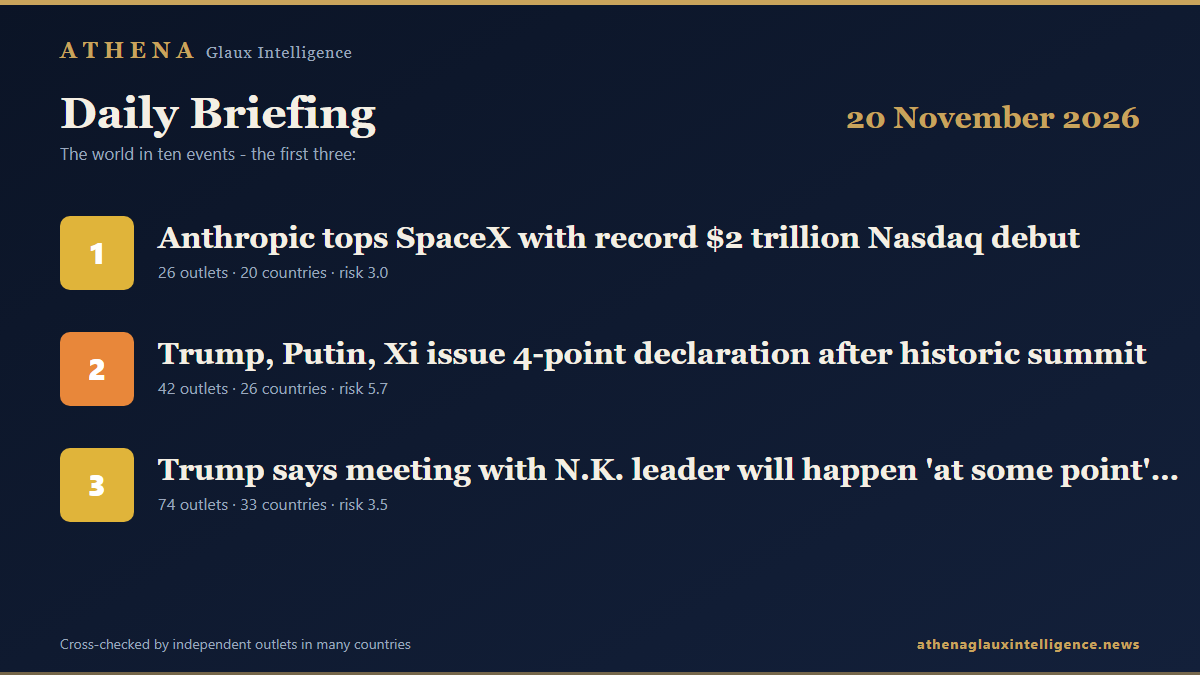 ATHENA Glaux Intelligence
Daily Briefing
20 November 2026
The world in ten events - the first three:
1
Anthropic tops SpaceX with record $2 trillion Nasdaq debut
26 outlets · 20 countries · risk 3.0
2
Trump, Putin, Xi issue 4-point declaration after historic summit
42 outlets · 26 countries · risk 5.7
3
Trump says meeting with N.K. leader will happen 'at some point'...
74 outlets · 33 countries · risk 3.5
Cross-checked by independent outlets in many countries
athenaglauxintelligence.news